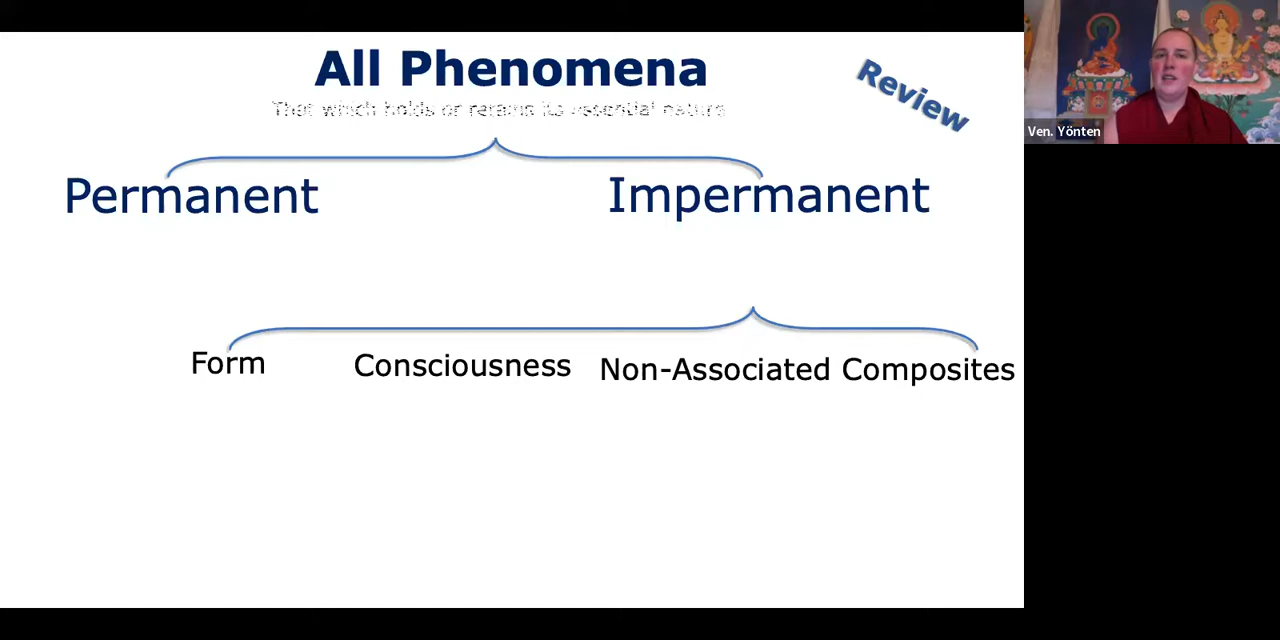 All Phenomena
Review
That which holds or retains its essential nature
Permanent
Impermanent
Form
Consciousness
Non-Associated Composites
Ven. Yönten